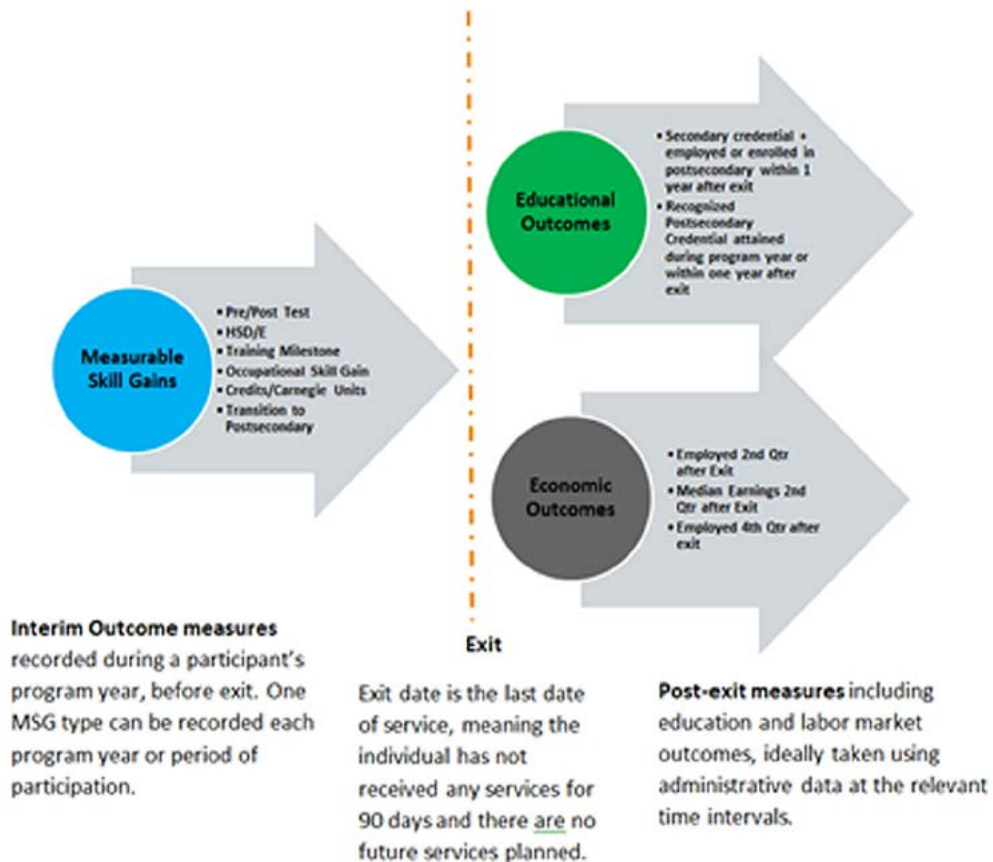 Measurable
Skill Gains
▪ Pre/Post Test
▪ HSD/E
▪ Training Milestone
▪ Occupational Skill Gain
▪ Credits/Carnegie Units
▪ Transition to
Postsecondary
Educational
Outcomes
▪ Secondary credential +
employed or enrolled in
postsecondary within 1
year after exit
▪ Recognized
Postsecondary
Credential attained
during program year or
within one year after
exit
Economic
Outcomes
▪ Employed 2nd Qtr
after Exit
▪ Median Earnings 2nd
Qtr after Exit
▪ Employed 4th Qtr after
exit
Interim Outcome measures
recorded during a participant's
program year, before exit. One
MSG type can be recorded each
program year or period of
participation.
Exit
Exit date is the last date
of service, meaning the
individual has not
received any services for
90 days and there are no
future services planned.
Post-exit measures including
education and labor market
outcomes, ideally taken using
administrative data at the relevant
time intervals.